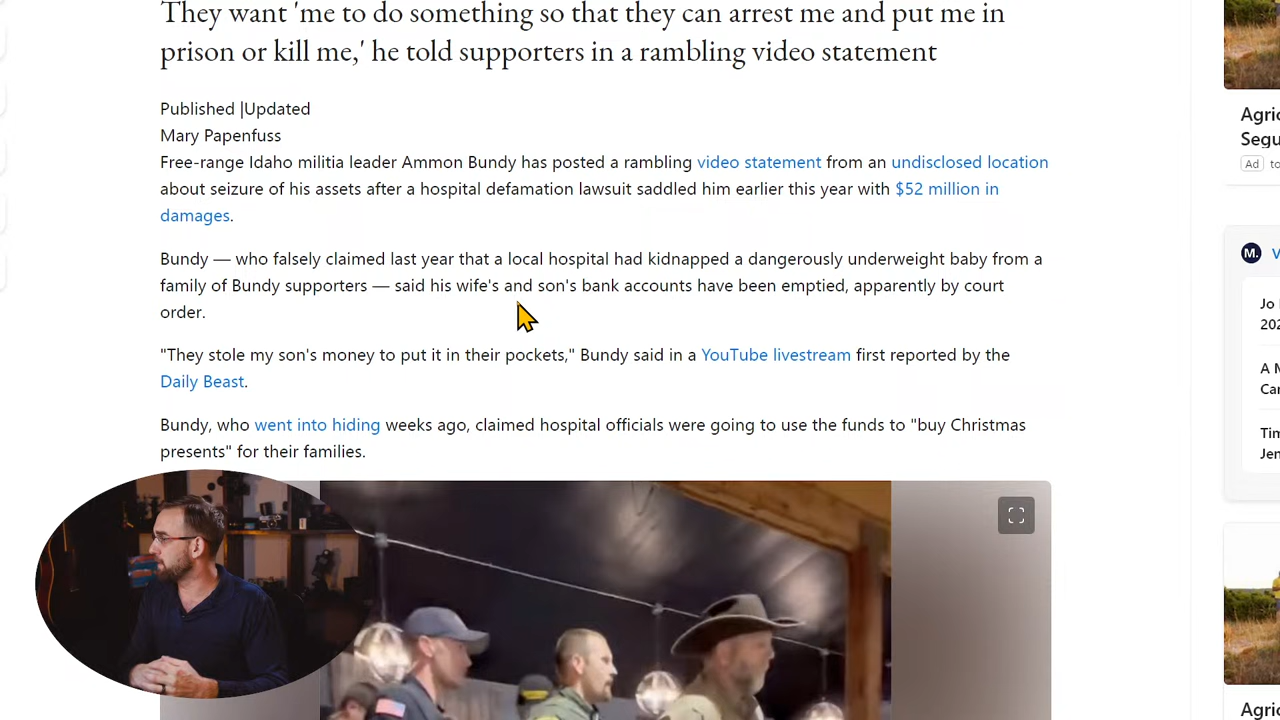 They want 'me to do something so that they can arrest me and put me in
prison or kill me,' he told supporters in a rambling video statement
Published |Updated
Mary Papenfuss
Free-range Idaho militia leader Ammon Bundy has posted a rambling video statement from an undisclosed location
about seizure of his assets after a hospital defamation lawsuit saddled him earlier this year with $52 million in
damages.
Bundy — who falsely claimed last year that a local hospital had kidnapped a dangerously underweight baby from a
family of Bundy supporters — said his wife's and son's bank accounts have been emptied, apparently by court
order.
"They stole my son's money to put it in their pockets," Bundy said in a YouTube livestream first reported by the
Daily Beast.
Bundy, who went into hiding weeks ago, claimed hospital officials were going to use the funds to "buy Christmas
presents" for their families.
Agric
Segu
Ad to
M. V
Jo
202
A M
Car
Tim
Jen
Agric